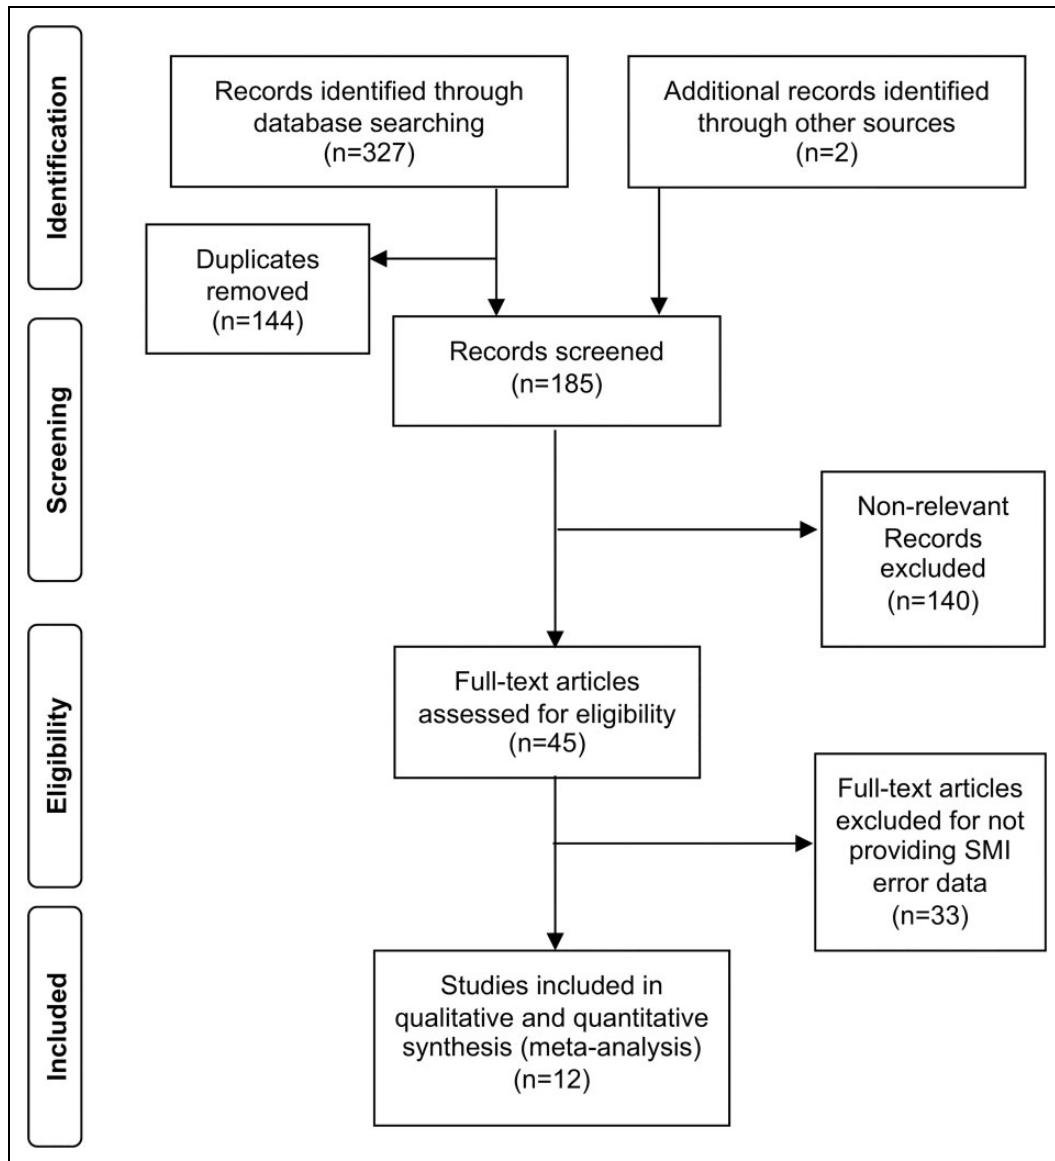 Identification
Records identified through
database searching
(n=327)
Additional records identified
through other sources
(n=2)
Duplicates
removed
(n=144)
Screening
Records screened
(n=185)
Non-relevant
Records
excluded
(n=140)
Eligibility
Full-text articles
assessed for eligibility
(n=45)
Full-text articles
excluded for not
providing SMI
error data
(n=33)
Included
Studies included in
qualitative and quantitative
synthesis (meta-analysis)
(n=12)